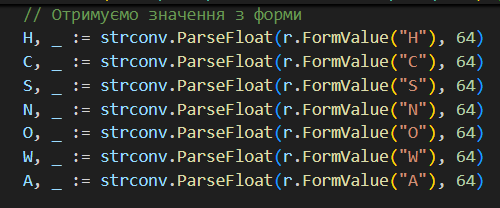 // Отримуємо значення з форми
H, _ := strconv.ParseFloat(r.FormValue("H"), 64)
C, _ := strconv.ParseFloat(r.FormValue("C"), 64)
S, _ := strconv.ParseFloat(r.FormValue("S"), 64)
N, _ := strconv.ParseFloat(r.FormValue("N"), 64)
O, _ := strconv.ParseFloat(r.FormValue("O"), 64)
W, _ := strconv.ParseFloat(r.FormValue("W"), 64)
A, _ := strconv.ParseFloat(r.FormValue("A"), 64)